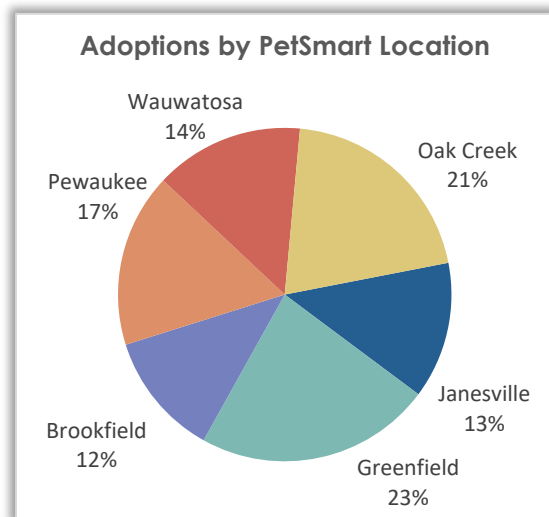 Adoptions by PetSmart Location
Wauwatosa
14%
Oak Creek
21%
Pewaukee
17%
Janesville
13%
Brookfield
12%
Greenfield
23%